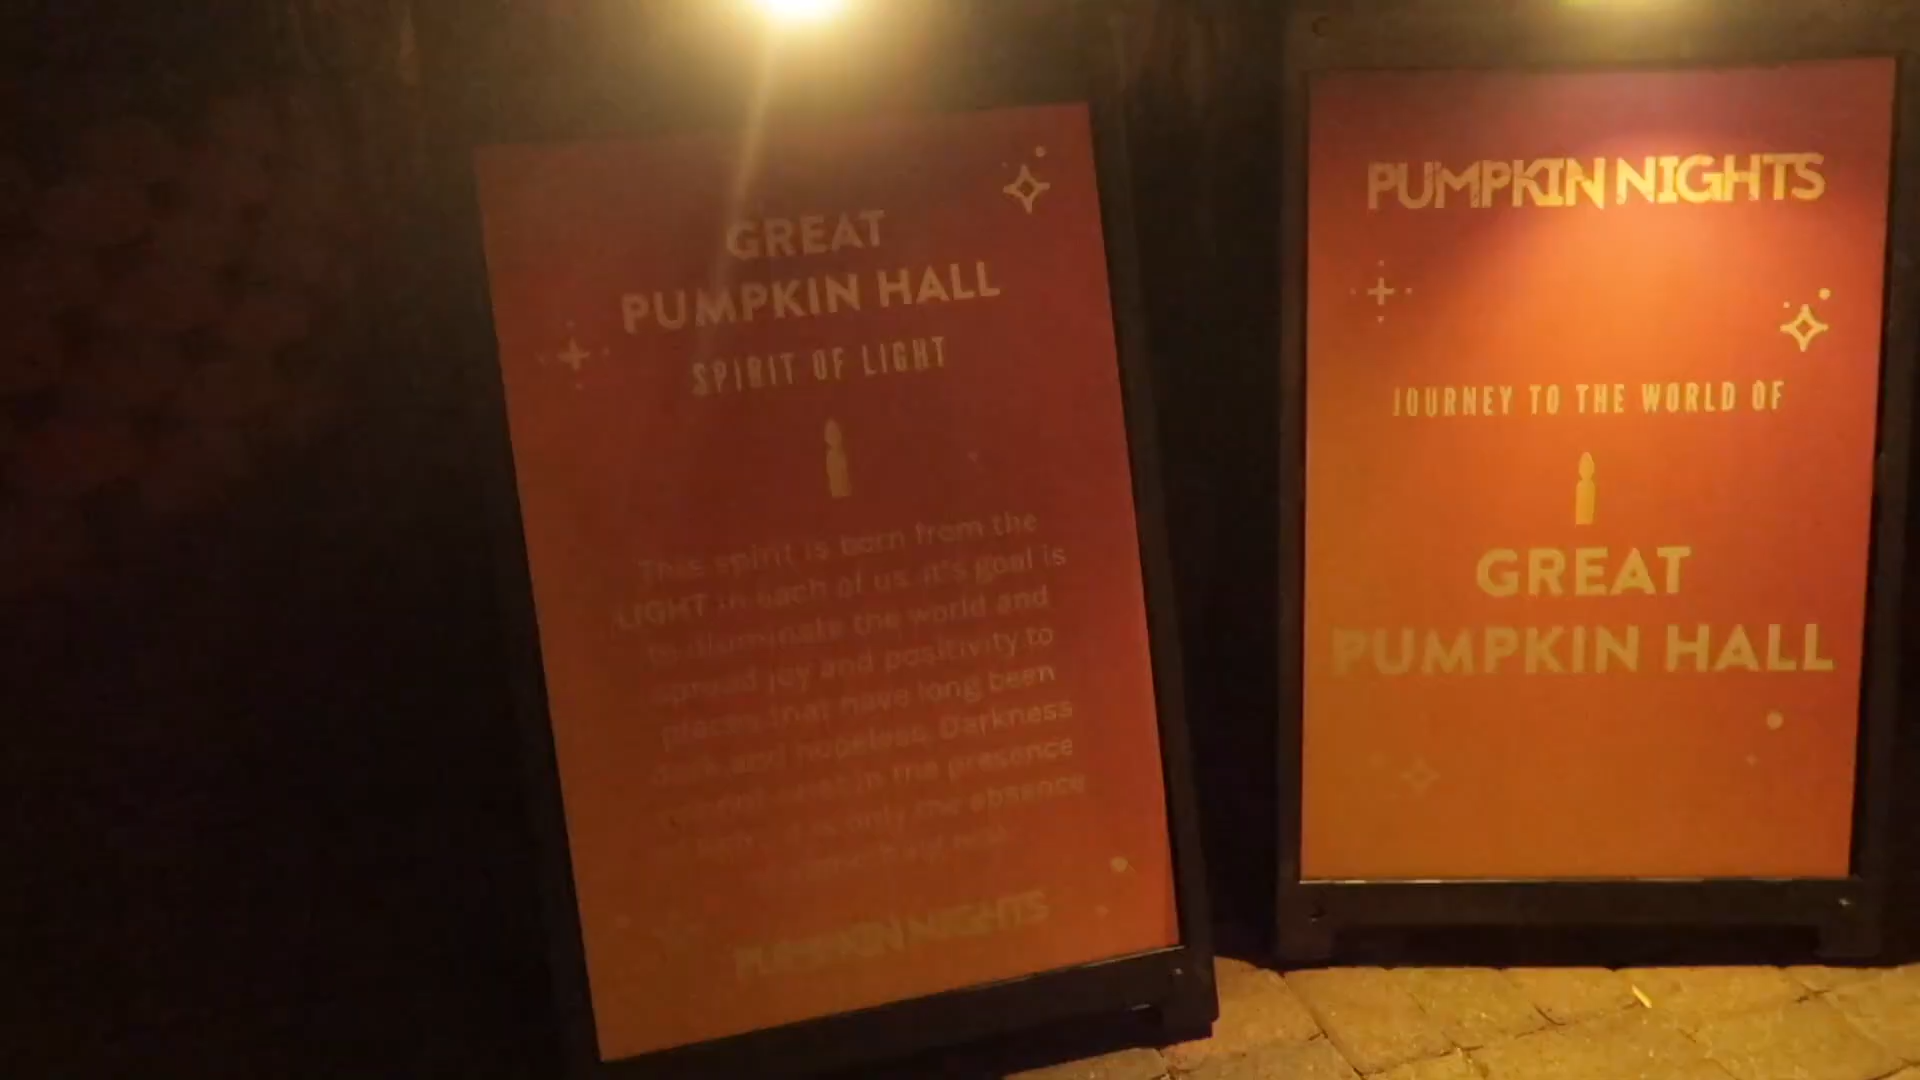 GREAT
PUMPKIN HALL
SPIRIT OF LIGHT
This spirit is born from the
LIGHT in each of us. It's goal is
to illuminate the world and
spread joy and positivity to
places that have long been
dark and hopeless. Darkness
cannot exist in the presence
of light, it is only the absence
PUMPKIN NIGHTS
PUMPKIN NIGHTS
JOURNEY TO THE WORLD OF
GREAT
PUMPKIN HALL